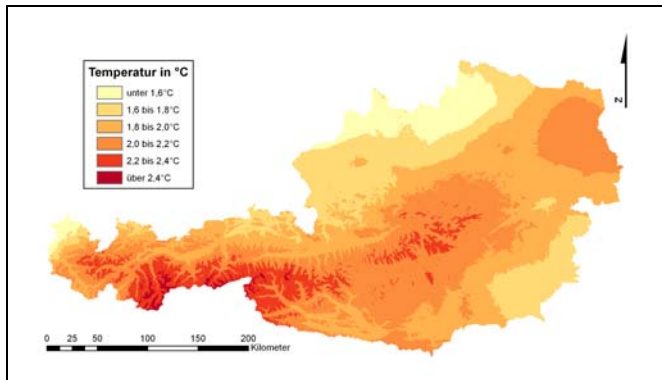 Temperatur in °C
unter 1,6°C
1,6 bis 1,8°C
1,8 bis 2,0°C
2,0 bis 2,2°C
2,2 bis 2,4°C
über 2,4°C
N
0 25 50 100 150 200
Kilometer